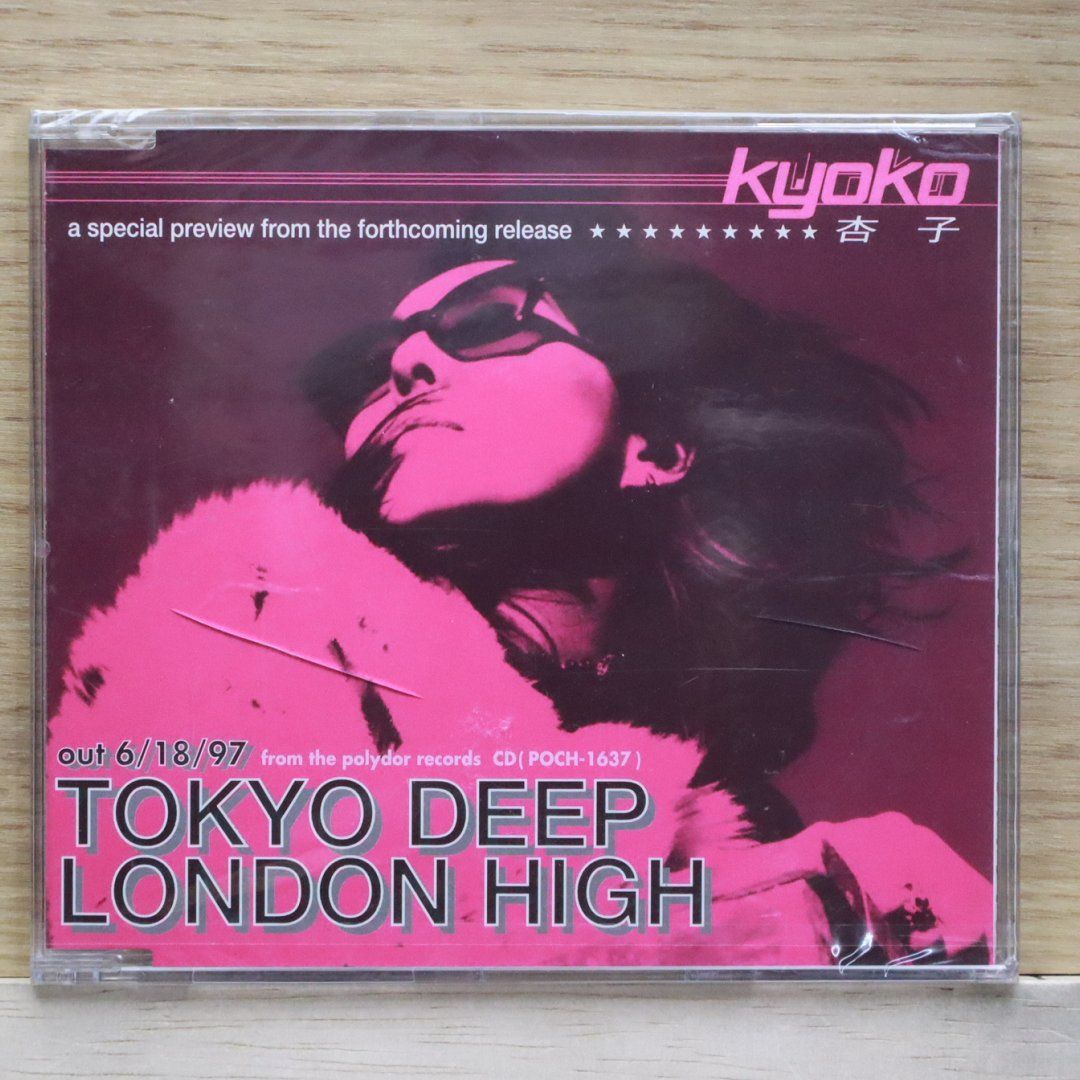 kyoko
a special preview from the forthcoming release ★★★★★★★★★ 杏子
out 6/18/97 from the polydor records CD(POCH-1637)
TOKYO DEEP
LONDON HIGH